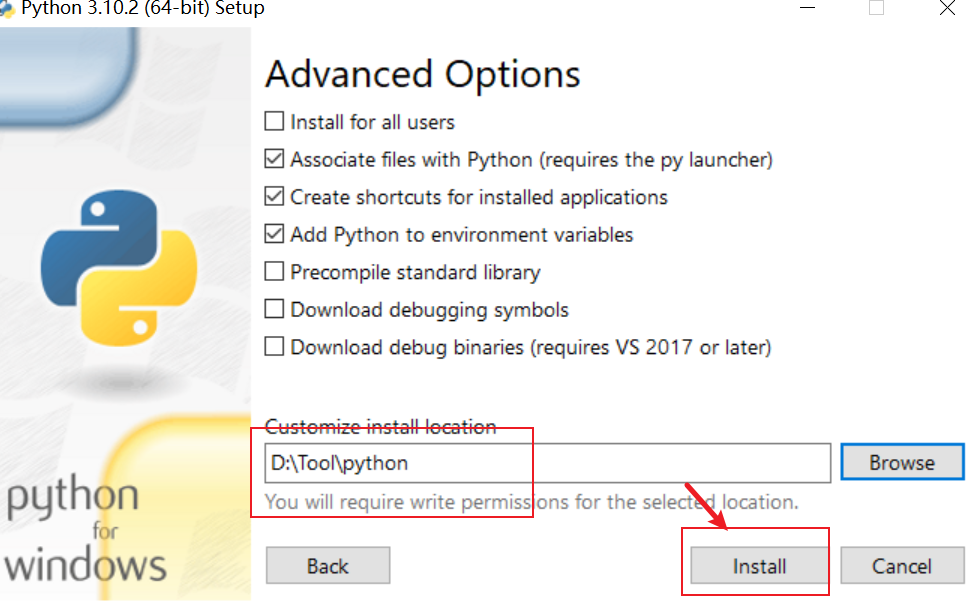 Python 3.10.2 (64-bit) Setup
Advanced Options
Install for all users
Associate files with Python (requires the py launcher)
Create shortcuts for installed applications
Add Python to environment variables
Precompile standard library
Download debugging symbols
Download debug binaries (requires VS 2017 or later)
Customize install location
D:\Tool\python
Browse
You will require write permissions for the selected location.
python
for
windows
Back
Install
Cancel